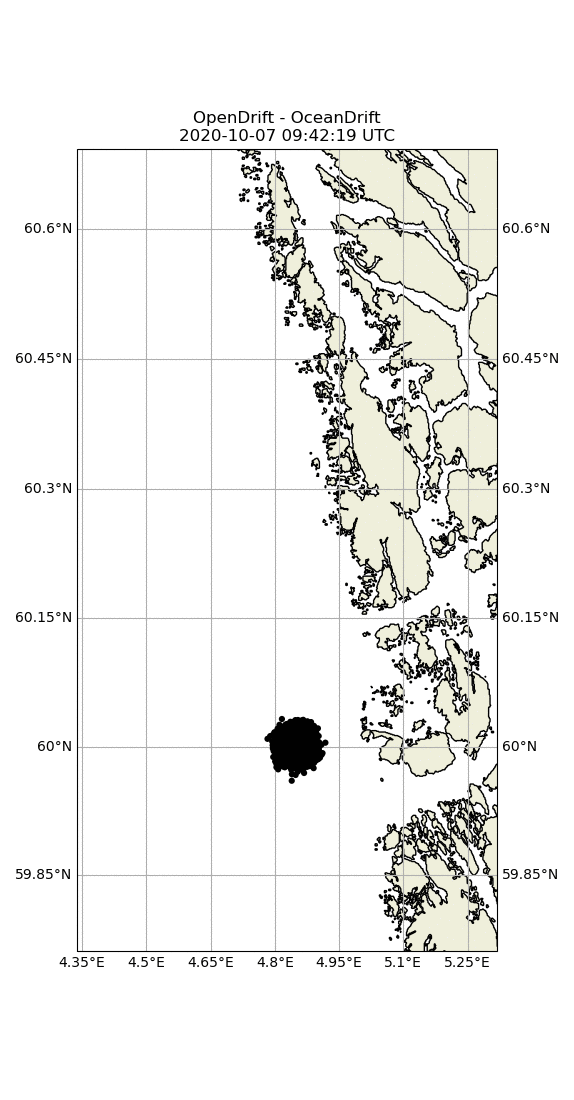 OpenDrift - OceanDrift
2020-10-07 09:42:19 UTC
60.6°N 60.6°N
60.45°N 60.45°N
60.3°N 60.3°N
60.15°N 60.15°N
60°N 60°N
59.85°N 59.85°N
4.35°E 4.5°E 4.65°E 4.8°E 4.95°E 5.1°E 5.25°E